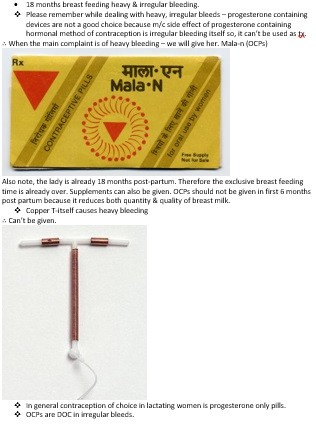 • 18 months breast feeding heavy & irregular bleeding.
❖ Please remember while dealing with heavy, irregular bleeds – progesterone containing
devices are not a good choice because m/c side effect of progesterone containing
hormonal method of contraception is irregular bleeding itself so, it can't be used as tx.
∴ When the main complaint is of heavy bleeding – we will give her. Mala-n (OCPs)
Rx
माला-एन
Mala-N
गर्भ निरोधक गोलियां
CONTRACEPTIVE PILLS
for oral use by women
Free Supply
Not for Sale
Also note, the lady is already 18 months post-partum. Therefore the exclusive breast feeding
time is already over. Supplements can also be given. OCPs should not be given in first 6 months
post partum because it reduces both quantity & quality of breast milk.
❖ Copper T-itself causes heavy bleeding
∴ Can't be given.
❖ In general contraception of choice in lactating women is progesterone only pills.
❖ OCPs are DOC in irregular bleeds.